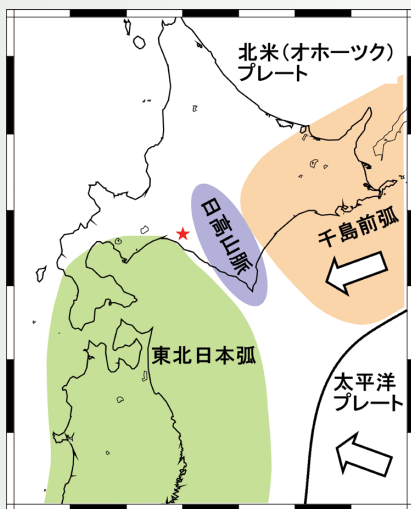 北米(オホーツク)
プレート
日高山脈
千島前弧
東北日本弧
太平洋
プレート